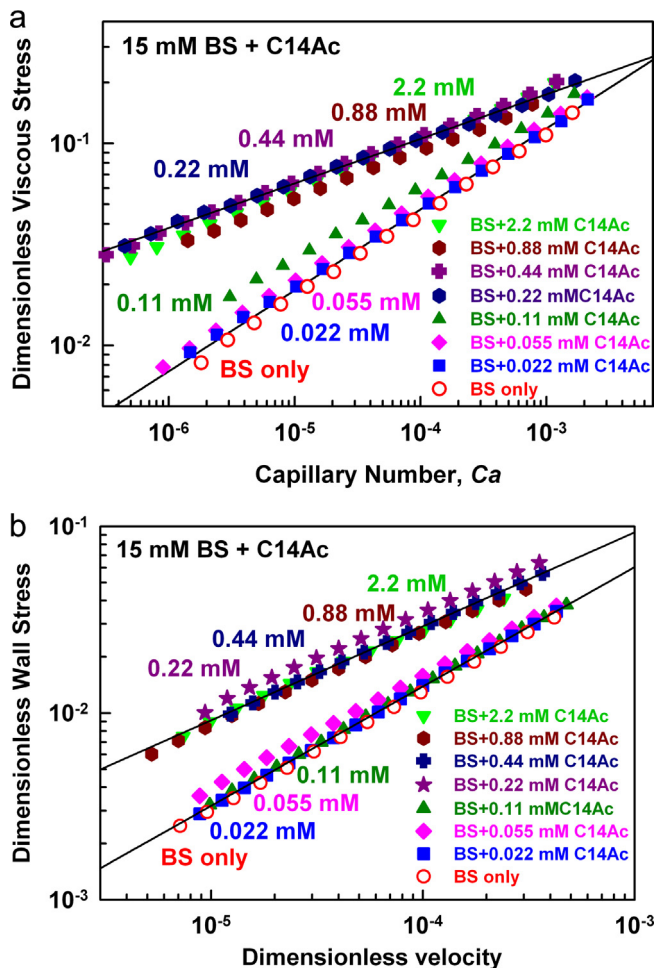 a
15 mM BS + C14Ac
2.2 mM
0.88 mM
0.44 mM
0.22 mM
0.11 mM
0.055 mM
0.022 mM
BS only
BS+2.2 mM C14Ac
BS+0.88 mM C14Ac
BS+0.44 mM C14Ac
BS+0.22 mMC14Ac
BS+0.11 mM C14Ac
BS+0.055 mM C14Ac
BS+0.022 mM C14Ac
BS only
Dimensionless Viscous Stress
10⁻¹
10⁻²
10⁻⁶
10⁻⁵
10⁻⁴
10⁻³
Capillary Number, Ca
b
15 mM BS + C14Ac
2.2 mM
0.88 mM
0.44 mM
0.22 mM
0.11 mM
0.055 mM
0.022 mM
BS only
BS+2.2 mM C14Ac
BS+0.88 mM C14Ac
BS+0.44 mM C14Ac
BS+0.22 mM C14Ac
BS+0.11 mMC14Ac
BS+0.055 mM C14Ac
BS+0.022 mM C14Ac
BS only
Dimensionless Wall Stress
10⁻¹
10⁻²
10⁻³
10⁻⁵
10⁻⁴
10⁻³
Dimensionless velocity